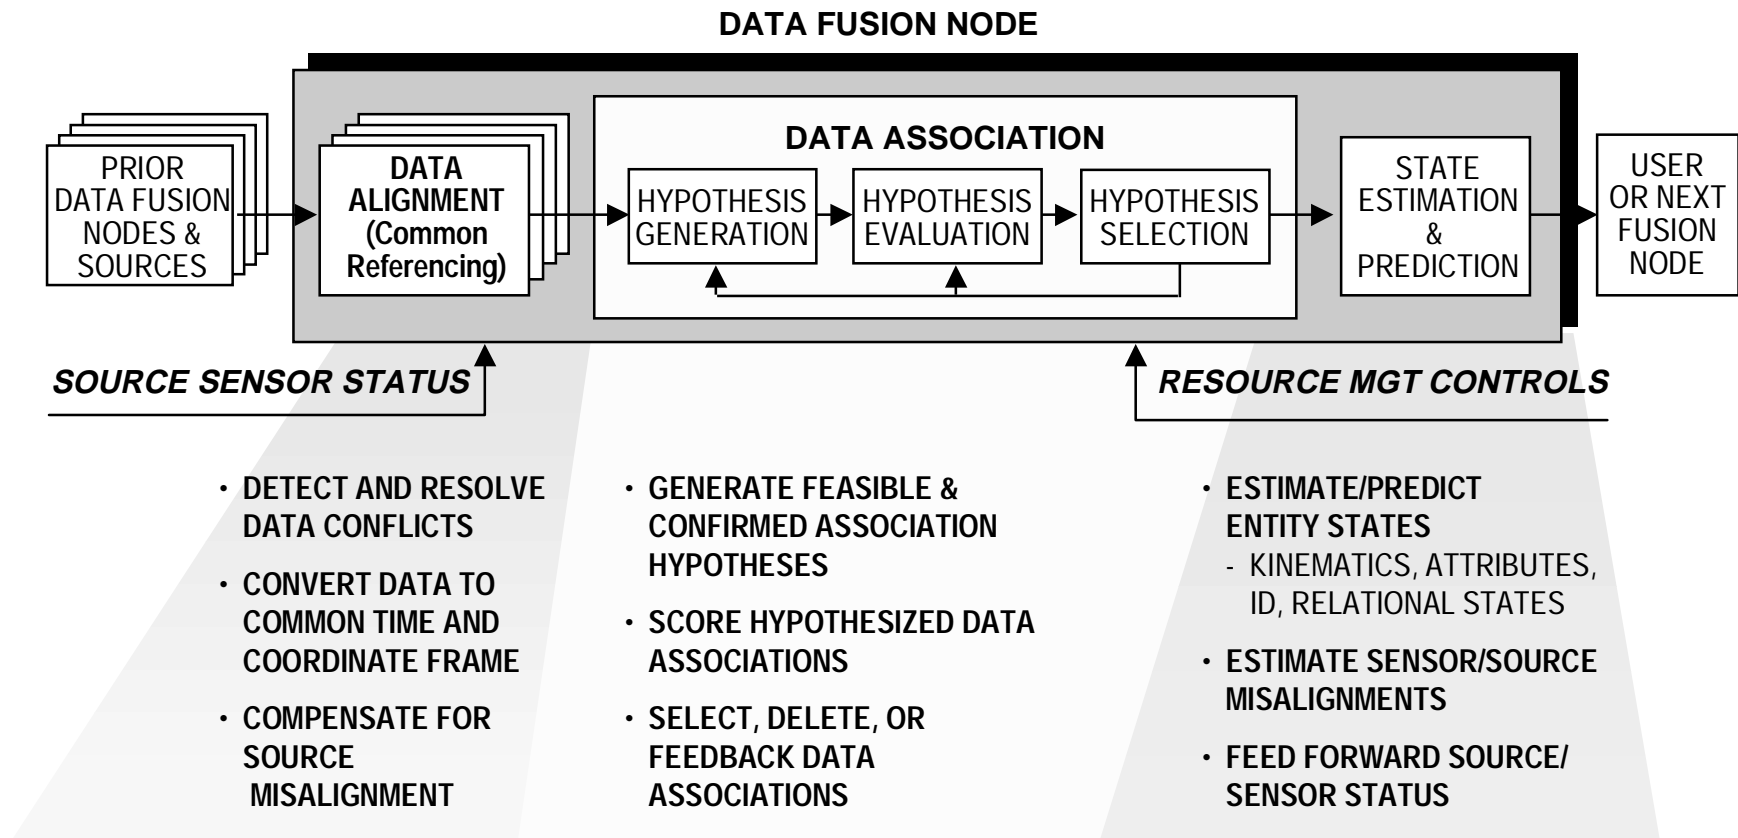 DATA FUSION NODE
PRIOR
DATA FUSION
NODES &
SOURCES
DATA
ALIGNMENT
(Common
Referencing)
DATA ASSOCIATION
HYPOTHESIS
GENERATION
HYPOTHESIS
EVALUATION
HYPOTHESIS
SELECTION
STATE
ESTIMATION
&
PREDICTION
USER
OR NEXT
FUSION
NODE
SOURCE SENSOR STATUS
RESOURCE MGT CONTROLS
• DETECT AND RESOLVE
DATA CONFLICTS
• CONVERT DATA TO
COMMON TIME AND
COORDINATE FRAME
• COMPENSATE FOR
SOURCE
MISALIGNMENT
• GENERATE FEASIBLE &
CONFIRMED ASSOCIATION
HYPOTHESES
• SCORE HYPOTHESIZED DATA
ASSOCIATIONS
• SELECT, DELETE, OR
FEEDBACK DATA
ASSOCIATIONS
• ESTIMATE/PREDICT
ENTITY STATES
- KINEMATICS, ATTRIBUTES,
ID, RELATIONAL STATES
• ESTIMATE SENSOR/SOURCE
MISALIGNMENTS
• FEED FORWARD SOURCE/
SENSOR STATUS